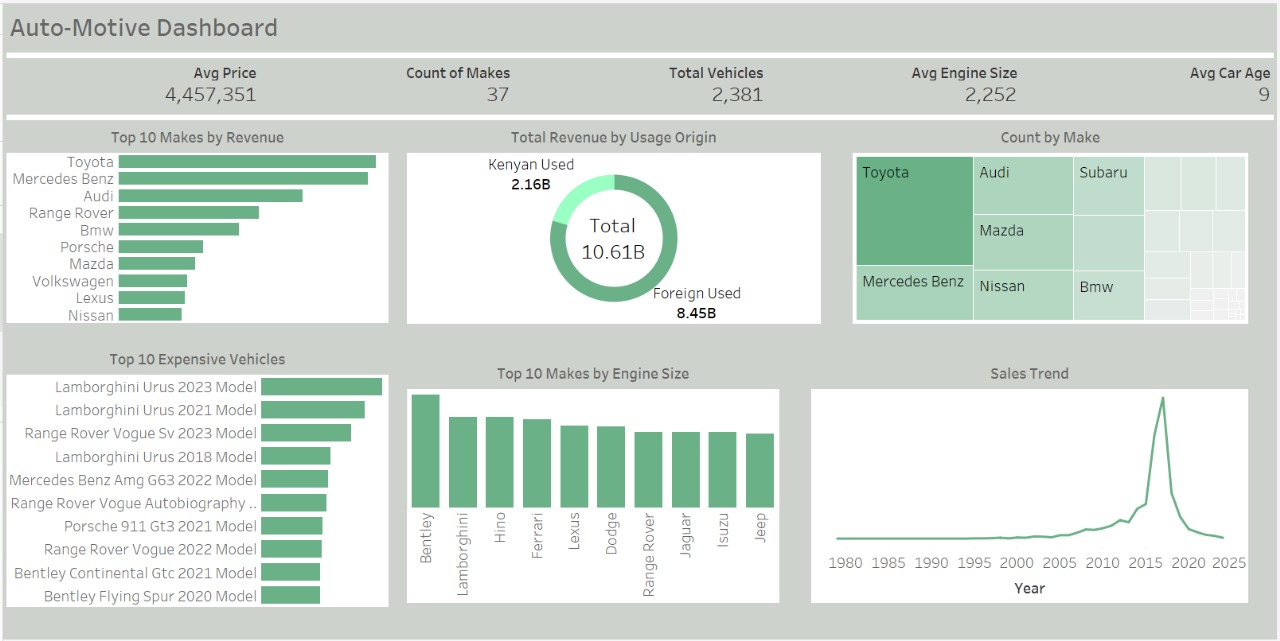 Auto-Motive Dashboard
Avg Price
4,457,351
Count of Makes
37
Total Vehicles
2,381
Avg Engine Size
2,252
Avg Car Age
9
Top 10 Makes by Revenue
Toyota
Mercedes Benz
Audi
Range Rover
Bmw
Porsche
Mazda
Volkswagen
Lexus
Nissan
Total Revenue by Usage Origin
Kenyan Used
2.16B
Total
10.61B
Foreign Used
8.45B
Count by Make
Toyota
Mercedes Benz
Audi
Mazda
Nissan
Subaru
Bmw
Top 10 Expensive Vehicles
Lamborghini Urus 2023 Model
Lamborghini Urus 2021 Model
Range Rover Vogue Sv 2023 Model
Lamborghini Urus 2018 Model
Mercedes Benz Amg G63 2022 Model
Range Rover Vogue Autobiography ..
Porsche 911 Gt3 2021 Model
Range Rover Vogue 2022 Model
Bentley Continental Gtc 2021 Model
Bentley Flying Spur 2020 Model
Top 10 Makes by Engine Size
Bentley
Lamborghini
Hino
Ferrari
Lexus
Dodge
Range Rover
Jaguar
Isuzu
Jeep
Sales Trend
1980 1985 1990 1995 2000 2005 2010 2015 2020 2025
Year